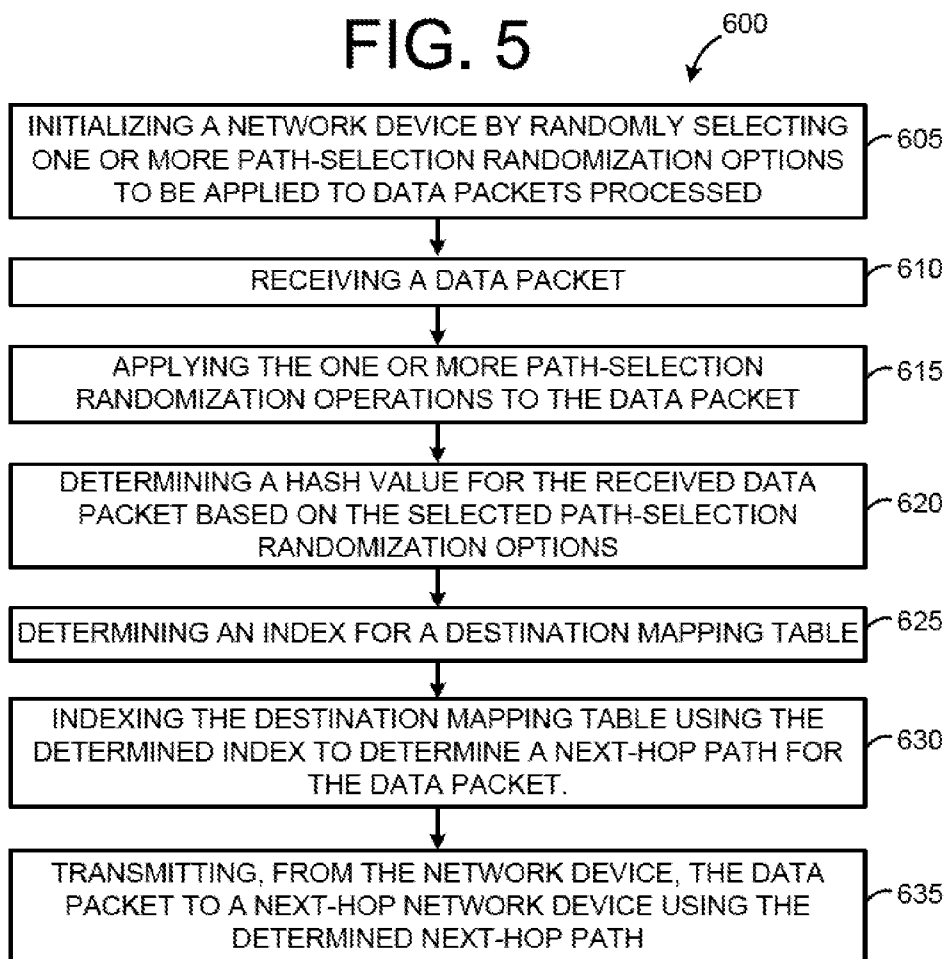 FIG. 5
600
INITIALIZING A NETWORK DEVICE BY RANDOMLY SELECTING
ONE OR MORE PATH-SELECTION RANDOMIZATION OPTIONS
TO BE APPLIED TO DATA PACKETS PROCESSED
605
RECEIVING A DATA PACKET
610
APPLYING THE ONE OR MORE PATH-SELECTION
RANDOMIZATION OPERATIONS TO THE DATA PACKET
615
DETERMINING A HASH VALUE FOR THE RECEIVED DATA
PACKET BASED ON THE SELECTED PATH-SELECTION
RANDOMIZATION OPTIONS
620
DETERMINING AN INDEX FOR A DESTINATION MAPPING TABLE
625
INDEXING THE DESTINATION MAPPING TABLE USING THE
DETERMINED INDEX TO DETERMINE A NEXT-HOP PATH FOR
THE DATA PACKET.
630
TRANSMITTING, FROM THE NETWORK DEVICE, THE DATA
PACKET TO A NEXT-HOP NETWORK DEVICE USING THE
DETERMINED NEXT-HOP PATH
635